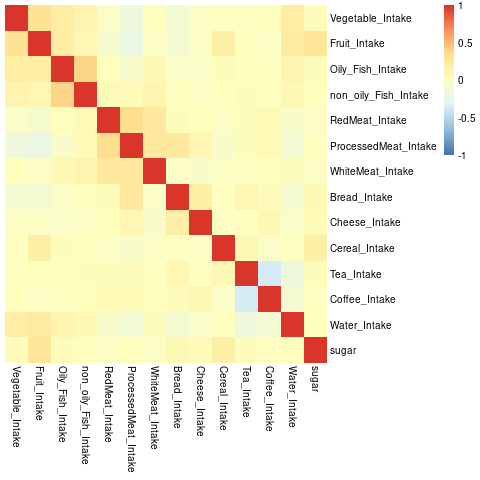 1
0.5
0
-0.5
-1
Vegetable_Intake
Fruit_Intake
Oily_Fish_Intake
non_oily_Fish_Intake
RedMeat_Intake
ProcessedMeat_Intake
WhiteMeat_Intake
Bread_Intake
Cheese_Intake
Cereal_Intake
Tea_Intake
Coffee_Intake
Water_Intake
sugar
Vegetable_Intake
Fruit_Intake
Oily_Fish_Intake
non_oily_Fish_Intake
RedMeat_Intake
ProcessedMeat_Intake
WhiteMeat_Intake
Bread_Intake
Cheese_Intake
Cereal_Intake
Tea_Intake
Coffee_Intake
Water_Intake
sugar